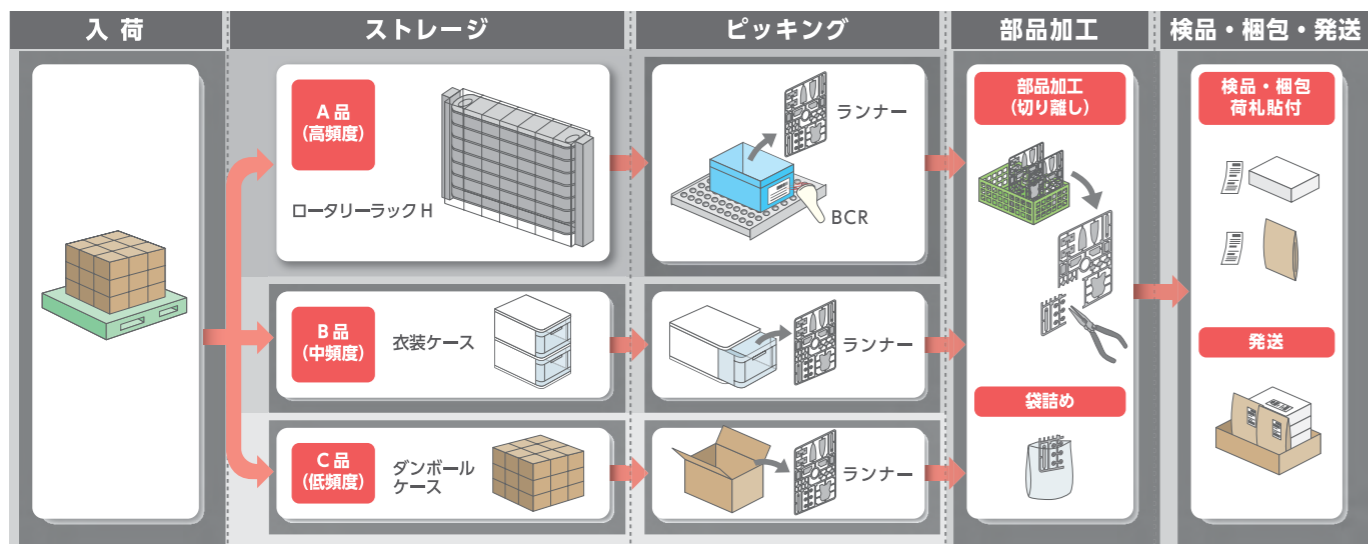 入荷
ストレージ
ピッキング
部品加工
検品・梱包・発送
A品
(高頻度)
ロータリーラックH
ランナー
BCR
B品
(中頻度)
衣装ケース
ランナー
C品
(低頻度)
ダンボール
ケース
ランナー
部品加工
(切り離し)
袋詰め
検品・梱包
荷札貼付
発送